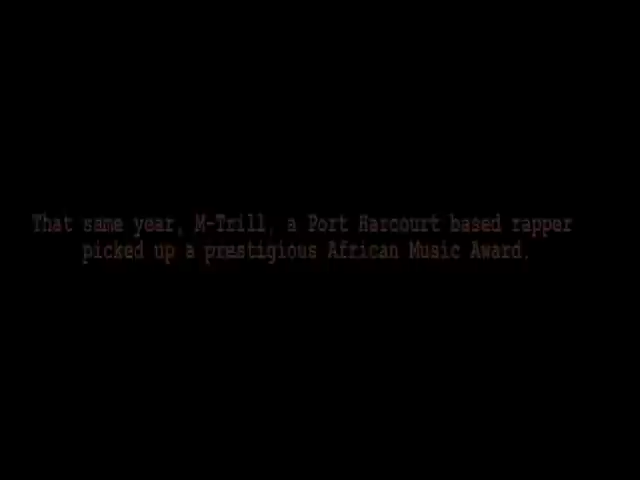 That same year, M-Trill, a Port Harcourt based rapper
picked up a prestigious African Music Award.